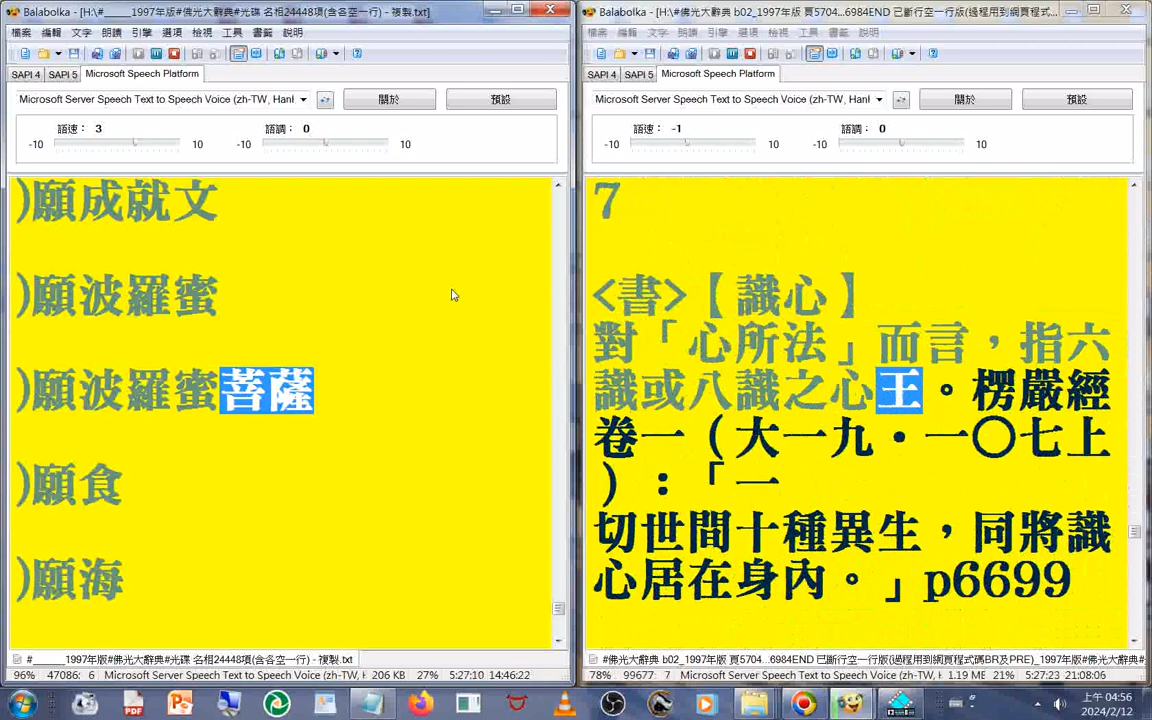 Balabolka - [H:\#_____1997年版#佛光大辭典#光碟 名相24448項(含各空一行) - 複製.txt]
檔案 編輯 文字 朗讀 引擎 選項 檢視 工具 書籤 說明
SAPI 4 SAPI 5 Microsoft Speech Platform
Microsoft Server Speech Text to Speech Voice (zh-TW, Hanl
關於
預設
語速： 3
語調： 0
-10 10 -10 10
)願成就文
)願波羅蜜
)願波羅蜜菩薩
)願食
)願海
#______1997年版#佛光大辭典#光碟 名相24448項(含各空一行) - 複製.txt
96% 47086: 6 Microsoft Server Speech Text to Speech Voice (zh-TW, H 206 KB 27% 5:27:10 14:46:22
Balabolka - [H:\#佛光大辭典 b02_1997年版 頁5704...6984END 已斷行空一行版(過程用到網頁程式...
檔案 編輯 文字 朗讀 引擎 選項 檢視 工具 書籤 說明
SAPI 4 SAPI 5 Microsoft Speech Platform
Microsoft Server Speech Text to Speech Voice (zh-TW, Hanl
關於
預設
語速： -1
語調： 0
-10 10 -10 10
7
<書>【識心】
對「心所法」而言，指六
識或八識之心王。楞嚴經
卷一（大一九・一〇七上
）：「一
切世間十種異生，同將識
心居在身內。」p6699
#佛光大辭典 b02_1997年版 頁5704...6984END 已斷行空一行版(過程用到網頁程式碼BR及PRE)_1997年版#佛光大辭典#
78% 99677: 7 Microsoft Server Speech Text to Speech Voice (zh-TW, Hanl 1.19 MB 21% 5:27:23 21:08:06
上午 04:56
2024/2/12